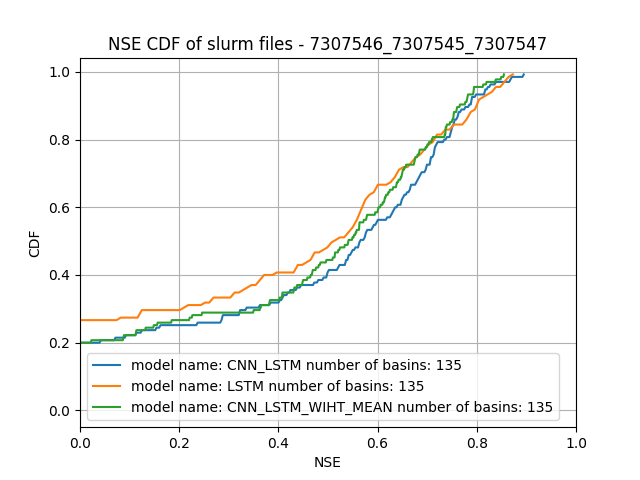 NSE CDF of slurm files - 7307546_7307545_7307547
1.0
0.8
0.6
0.4
0.2
0.0
CDF
model name: CNN_LSTM number of basins: 135
model name: LSTM number of basins: 135
model name: CNN_LSTM_WIHT_MEAN number of basins: 135
0.0 0.2 0.4 0.6 0.8 1.0
NSE